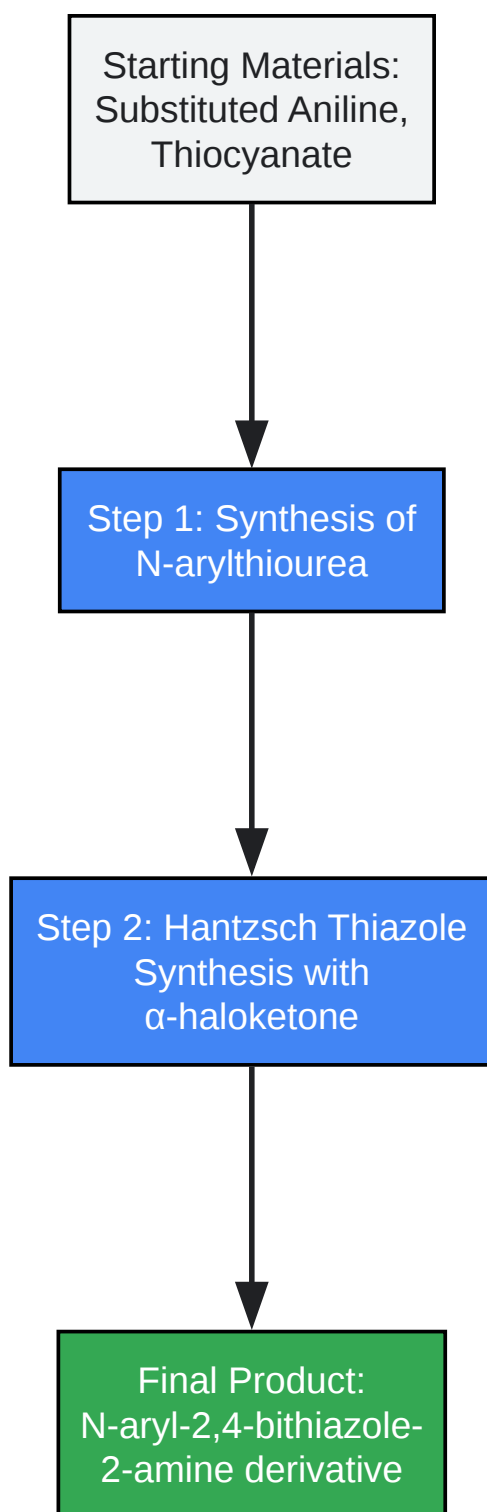 Starting Materials:
Substituted Aniline,
Thiocyanate
Step 1: Synthesis of
N-arylthiourea
Step 2: Hantzsch Thiazole
Synthesis with
α-haloketone
Final Product:
N-aryl-2,4-bithiazole-
2-amine derivative